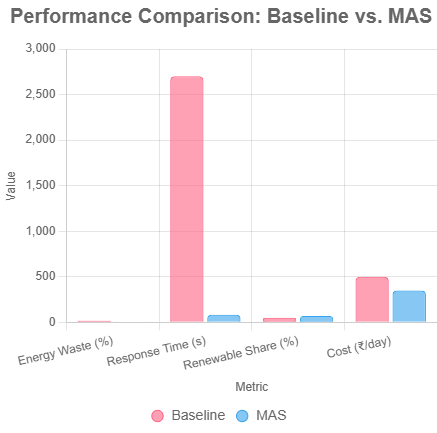 Performance Comparison: Baseline vs. MAS
3,000
2,500
2,000
1,500
1,000
500
0
Value
Energy Waste (%)
Response Time (s)
Renewable Share (%)
Cost (₹/day)
Metric
Baseline
MAS